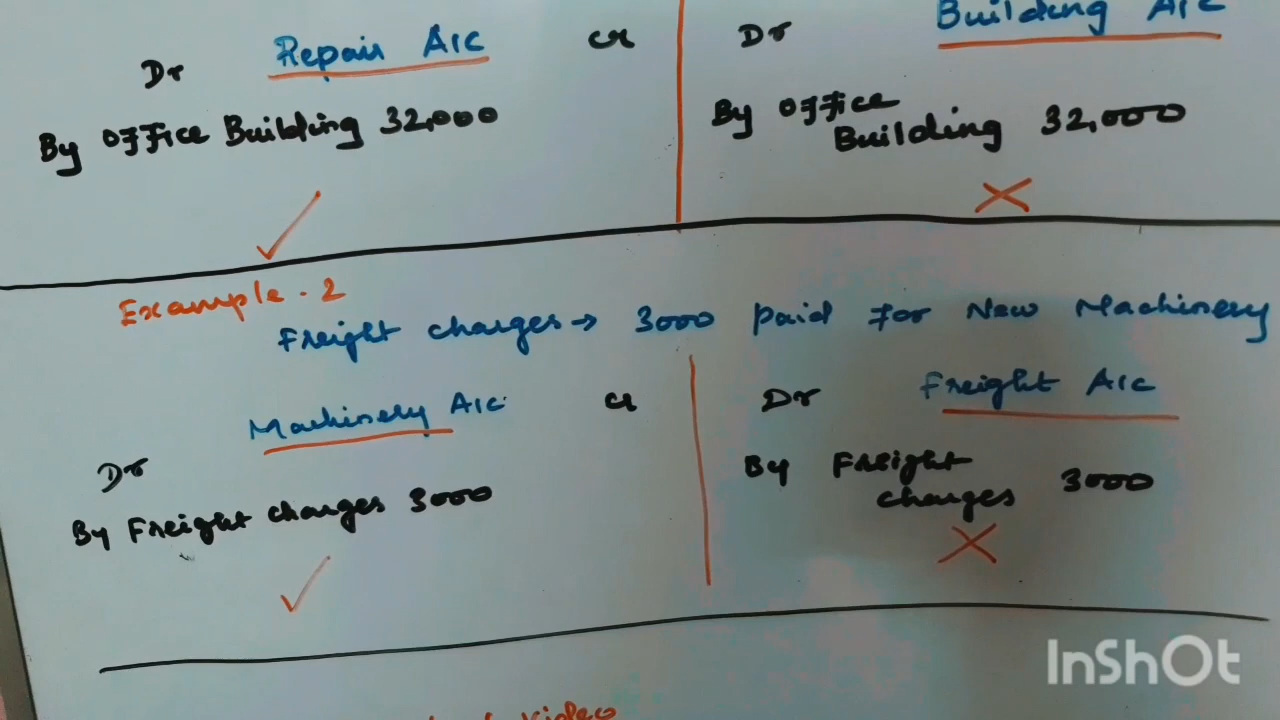 Repair A/C
Dr
Cr
By Office Building 32,000
Building A/C
Dr
By Office
Building 32,000
Example. 2
Freight charges → 3000 paid for New Machinery
Machinery A/C
Cr
Dr
By Freight charges 3000
Freight A/C
Dr
By Freight
charges 3000
Video
InShOt